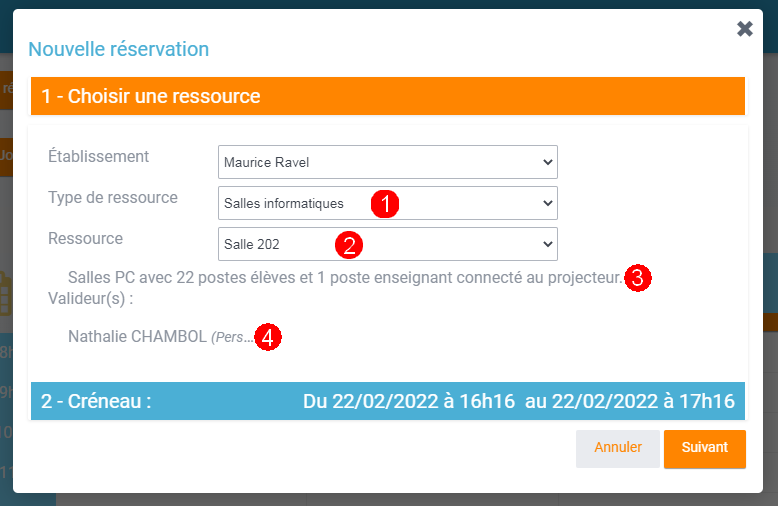 Nouvelle réservation
1 - Choisir une ressource
Établissement Maurice Ravel
Type de ressource Salles informatiques 1
Ressource Salle 202 2
Salles PC avec 22 postes élèves et 1 poste enseignant connecté au projecteur. 3
Valideur(s) :
Nathalie CHAMBOL (Pers... 4
2 - Créneau : Du 22/02/2022 à 16h16 au 22/02/2022 à 17h16
Annuler Suivant